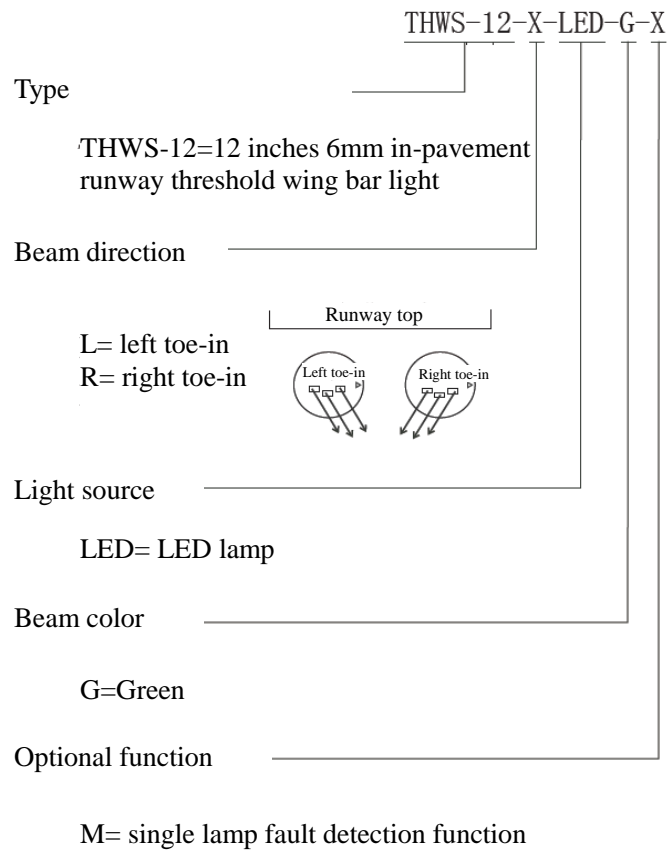 THWS-12-X-LED-G-X
Type
THWS-12=12 inches 6mm in-pavement
runway threshold wing bar light
Beam direction
Runway top
L= left toe-in
R= right toe-in
Left toe-in
Right toe-in
Light source
LED= LED lamp
Beam color
G=Green
Optional function
M= single lamp fault detection function